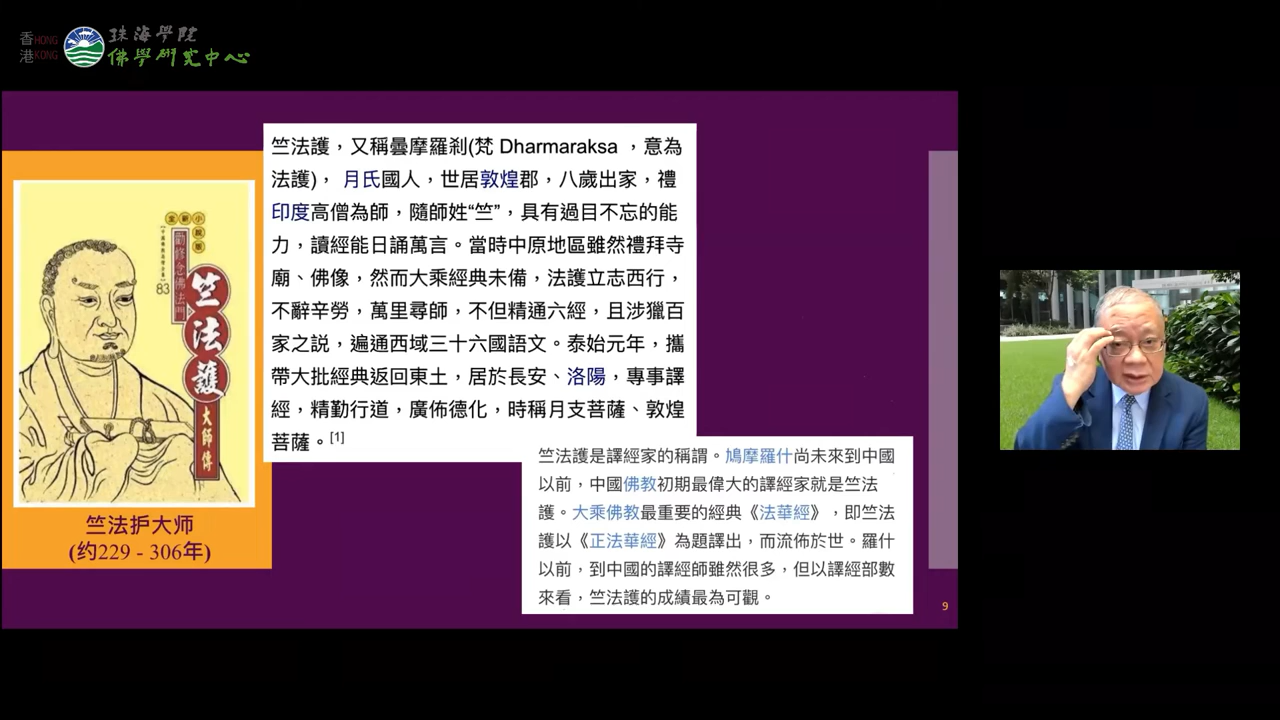 香港 HONG KONG
珠海學院
佛學研究中心
竺法護，又稱曇摩羅剎(梵 Dharmaraksa ，意為
法護)， 月氏國人，世居敦煌郡，八歲出家，禮
印度高僧為師，隨師姓“竺”，具有過目不忘的能
力，讀經能日誦萬言。當時中原地區雖然禮拜寺
廟、佛像，然而大乘經典未備，法護立志西行，
不辭辛勞，萬里尋師，不但精通六經，且涉獵百
家之説，遍通西域三十六國語文。泰始元年，攜
帶大批經典返回東土，居於長安、洛陽，專事譯
經，精勤行道，廣佈德化，時稱月支菩薩、敦煌
菩薩。[1]
全新小說版
勸修念佛法門
83
竺法護
大師傳
竺法护大师
(约229 - 306年)
竺法護是譯經家的稱謂。鳩摩羅什尚未來到中國
以前，中國佛教初期最偉大的譯經家就是竺法
護。大乘佛教最重要的經典《法華經》，即竺法
護以《正法華經》為題譯出，而流佈於世。羅什
以前，到中國的譯經師雖然很多，但以譯經部數
來看，竺法護的成績最為可觀。
9